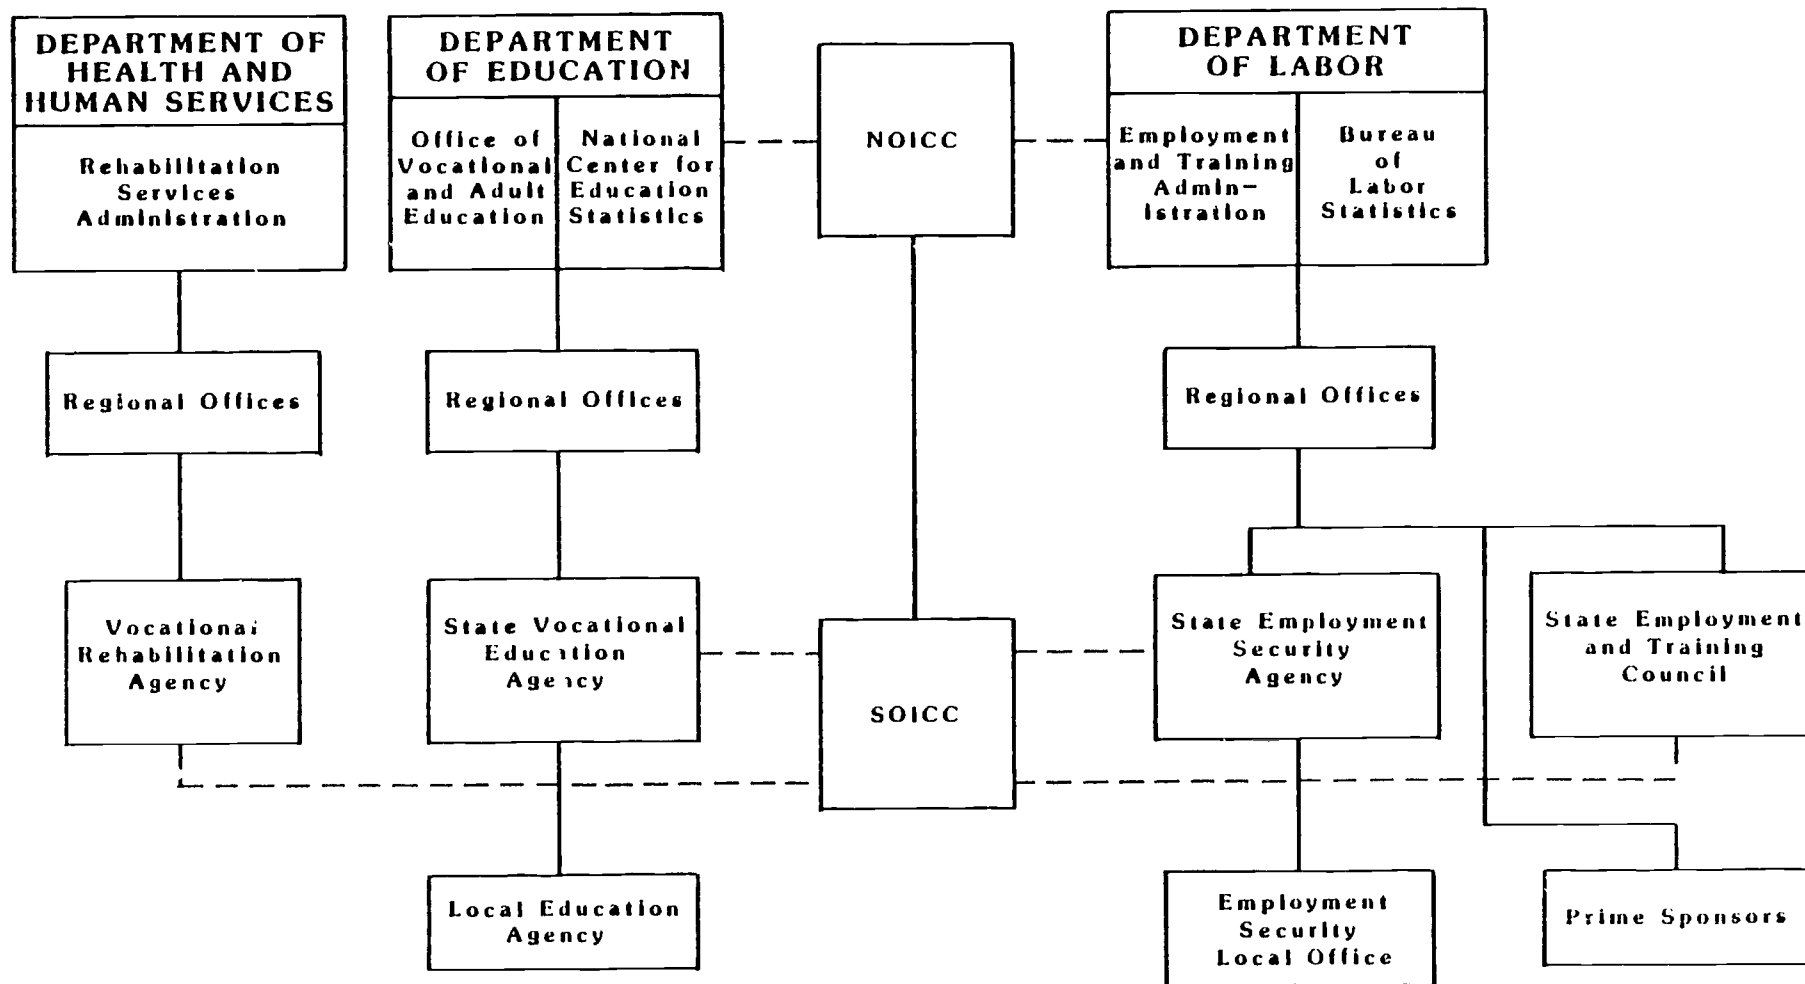 DEPARTMENT OF
HEALTH AND
HUMAN SERVICES
Rehabilitation
Services
Administration
DEPARTMENT
OF EDUCATION
Office of
Vocational
and Adult
Education
National
Center for
Education
Statistics
NOICC
DEPARTMENT
OF LABOR
Employment
and Training
Admin-
istration
Bureau
of
Labor
Statistics
Regional Offices
Regional Offices
Regional Offices
Vocational
Rehabilitation
Agency
State Vocational
Education
Agency
SOICC
State Employment
Security
Agency
State Employment
and Training
Council
Local Education
Agency
Employment
Security
Local Office
Prime Sponsors